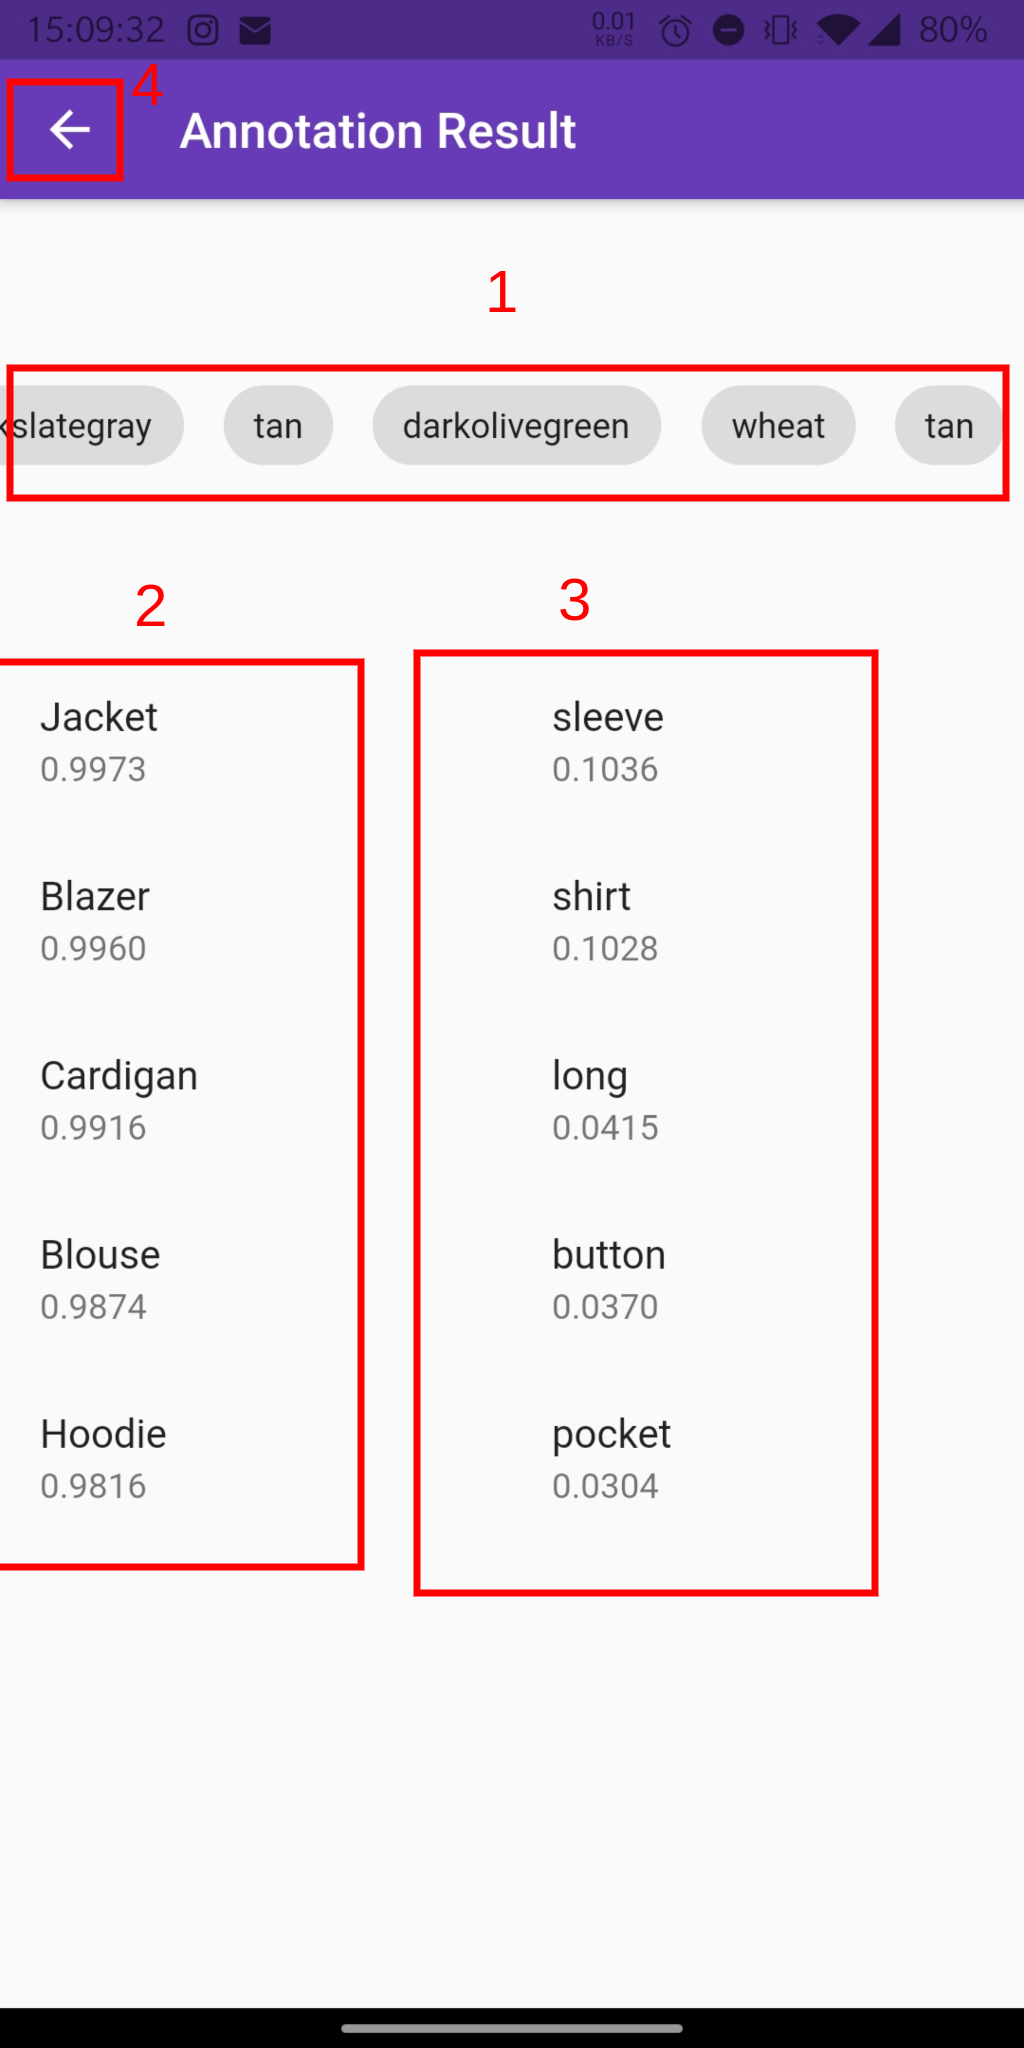 15:09:32 0.01 KB/S 80%
4
Annotation Result
1
kslategray tan darkolivegreen wheat tan
2 3
Jacket sleeve
0.9973 0.1036
Blazer shirt
0.9960 0.1028
Cardigan long
0.9916 0.0415
Blouse button
0.9874 0.0370
Hoodie pocket
0.9816 0.0304